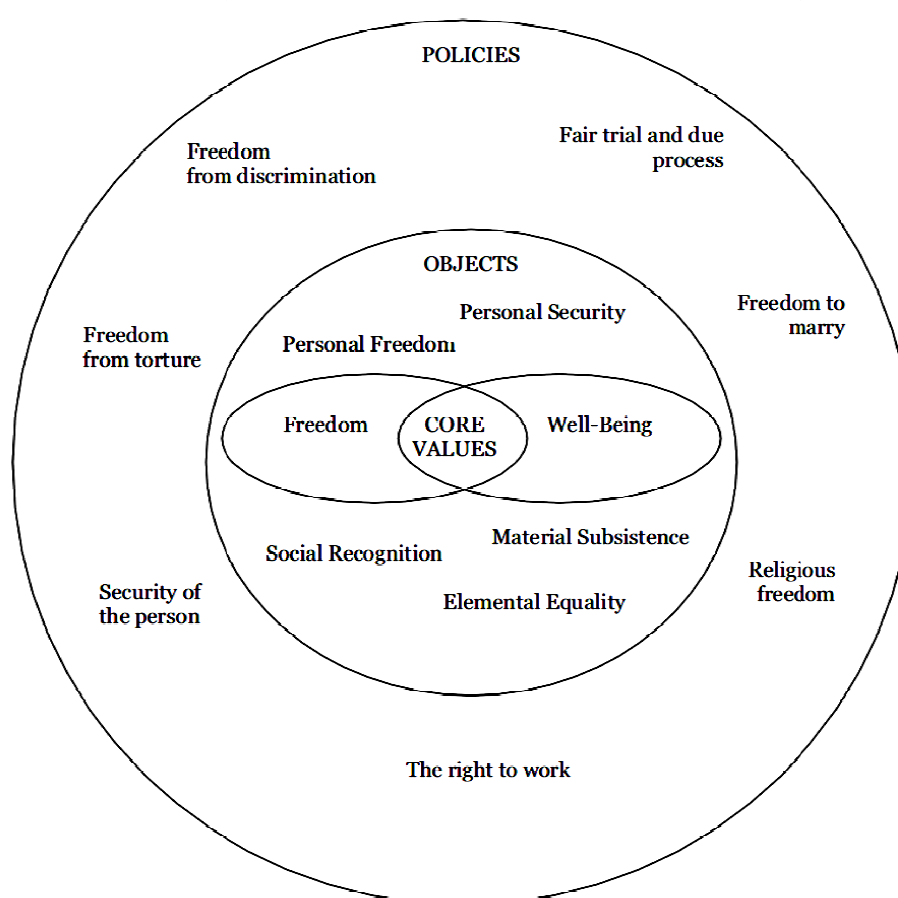 POLICIES
Fair trial and due
process
Freedom
from discrimination
OBJECTS
Personal Security
Freedom to
marry
Personal Freedom
Freedom
from torture
Freedom
CORE
VALUES
Well-Being
Material Subsistence
Social Recognition
Religious
freedom
Security of
the person
Elemental Equality
The right to work